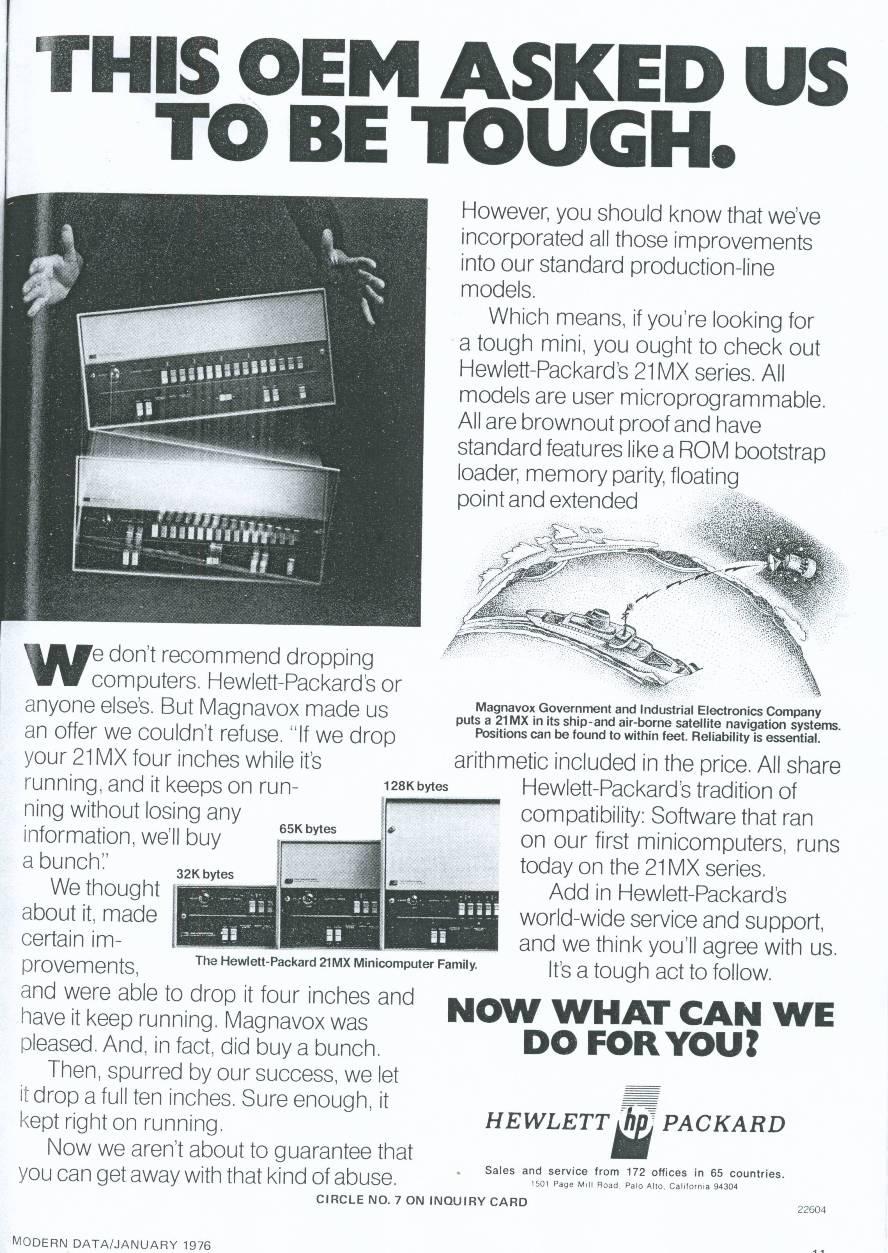 THIS OEM ASKED US
TO BE TOUGH.
We don't recommend dropping
computers. Hewlett-Packard's or
anyone else's. But Magnavox made us
an offer we couldn't refuse. "If we drop
your 21MX four inches while it's
running, and it keeps on run-
ning without losing any
information, we'll buy
a bunch."
We thought
about it, made
certain im-
provements,
and were able to drop it four inches and
have it keep running. Magnavox was
pleased. And, in fact, did buy a bunch.
Then, spurred by our success, we let
it drop a full ten inches. Sure enough, it
kept right on running.
Now we aren't about to guarantee that
you can get away with that kind of abuse.
32K bytes
65K bytes
128K bytes
The Hewlett-Packard 21MX Minicomputer Family.
However, you should know that we've
incorporated all those improvements
into our standard production-line
models.
Which means, if you're looking for
a tough mini, you ought to check out
Hewlett-Packard's 21MX series. All
models are user microprogrammable.
All are brownout proof and have
standard features like a ROM bootstrap
loader, memory parity, floating
point and extended
Magnavox Government and Industrial Electronics Company
puts a 21MX in its ship-and air-borne satellite navigation systems.
Positions can be found to within feet. Reliability is essential.
arithmetic included in the price. All share
Hewlett-Packard's tradition of
compatibility: Software that ran
on our first minicomputers, runs
today on the 21MX series.
Add in Hewlett-Packard's
world-wide service and support,
and we think you'll agree with us.
It's a tough act to follow.
NOW WHAT CAN WE
DO FOR YOU?
HEWLETT hp PACKARD
Sales and service from 172 offices in 65 countries.
1501 Page Mill Road, Palo Alto, California 94304
CIRCLE NO. 7 ON INQUIRY CARD
22604
MODERN DATA/JANUARY 1976